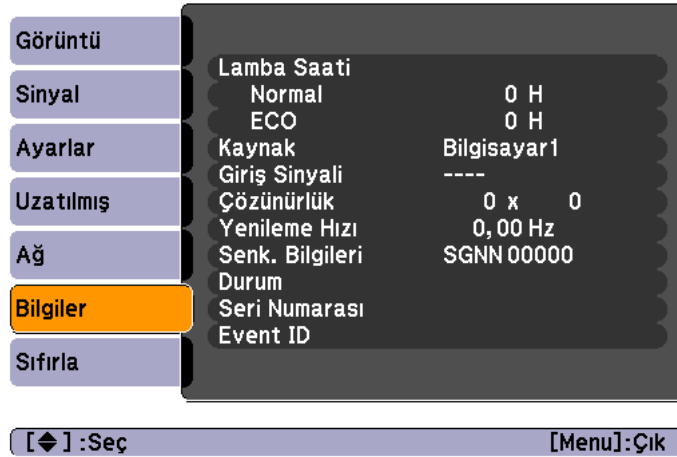 Görüntü
Sinyal
Ayarlar
Uzatılmış
Ağ
Bilgiler
Sıfırla
Lamba Saati
Normal 0 H
ECO 0 H
Kaynak Bilgisayar1
Giriş Sinyali ----
Çözünürlük 0 x 0
Yenileme Hızı 0,00 Hz
Senk. Bilgileri SGNN 00000
Durum
Seri Numarası
Event ID
[◆] :Seç [Menu]:Çık